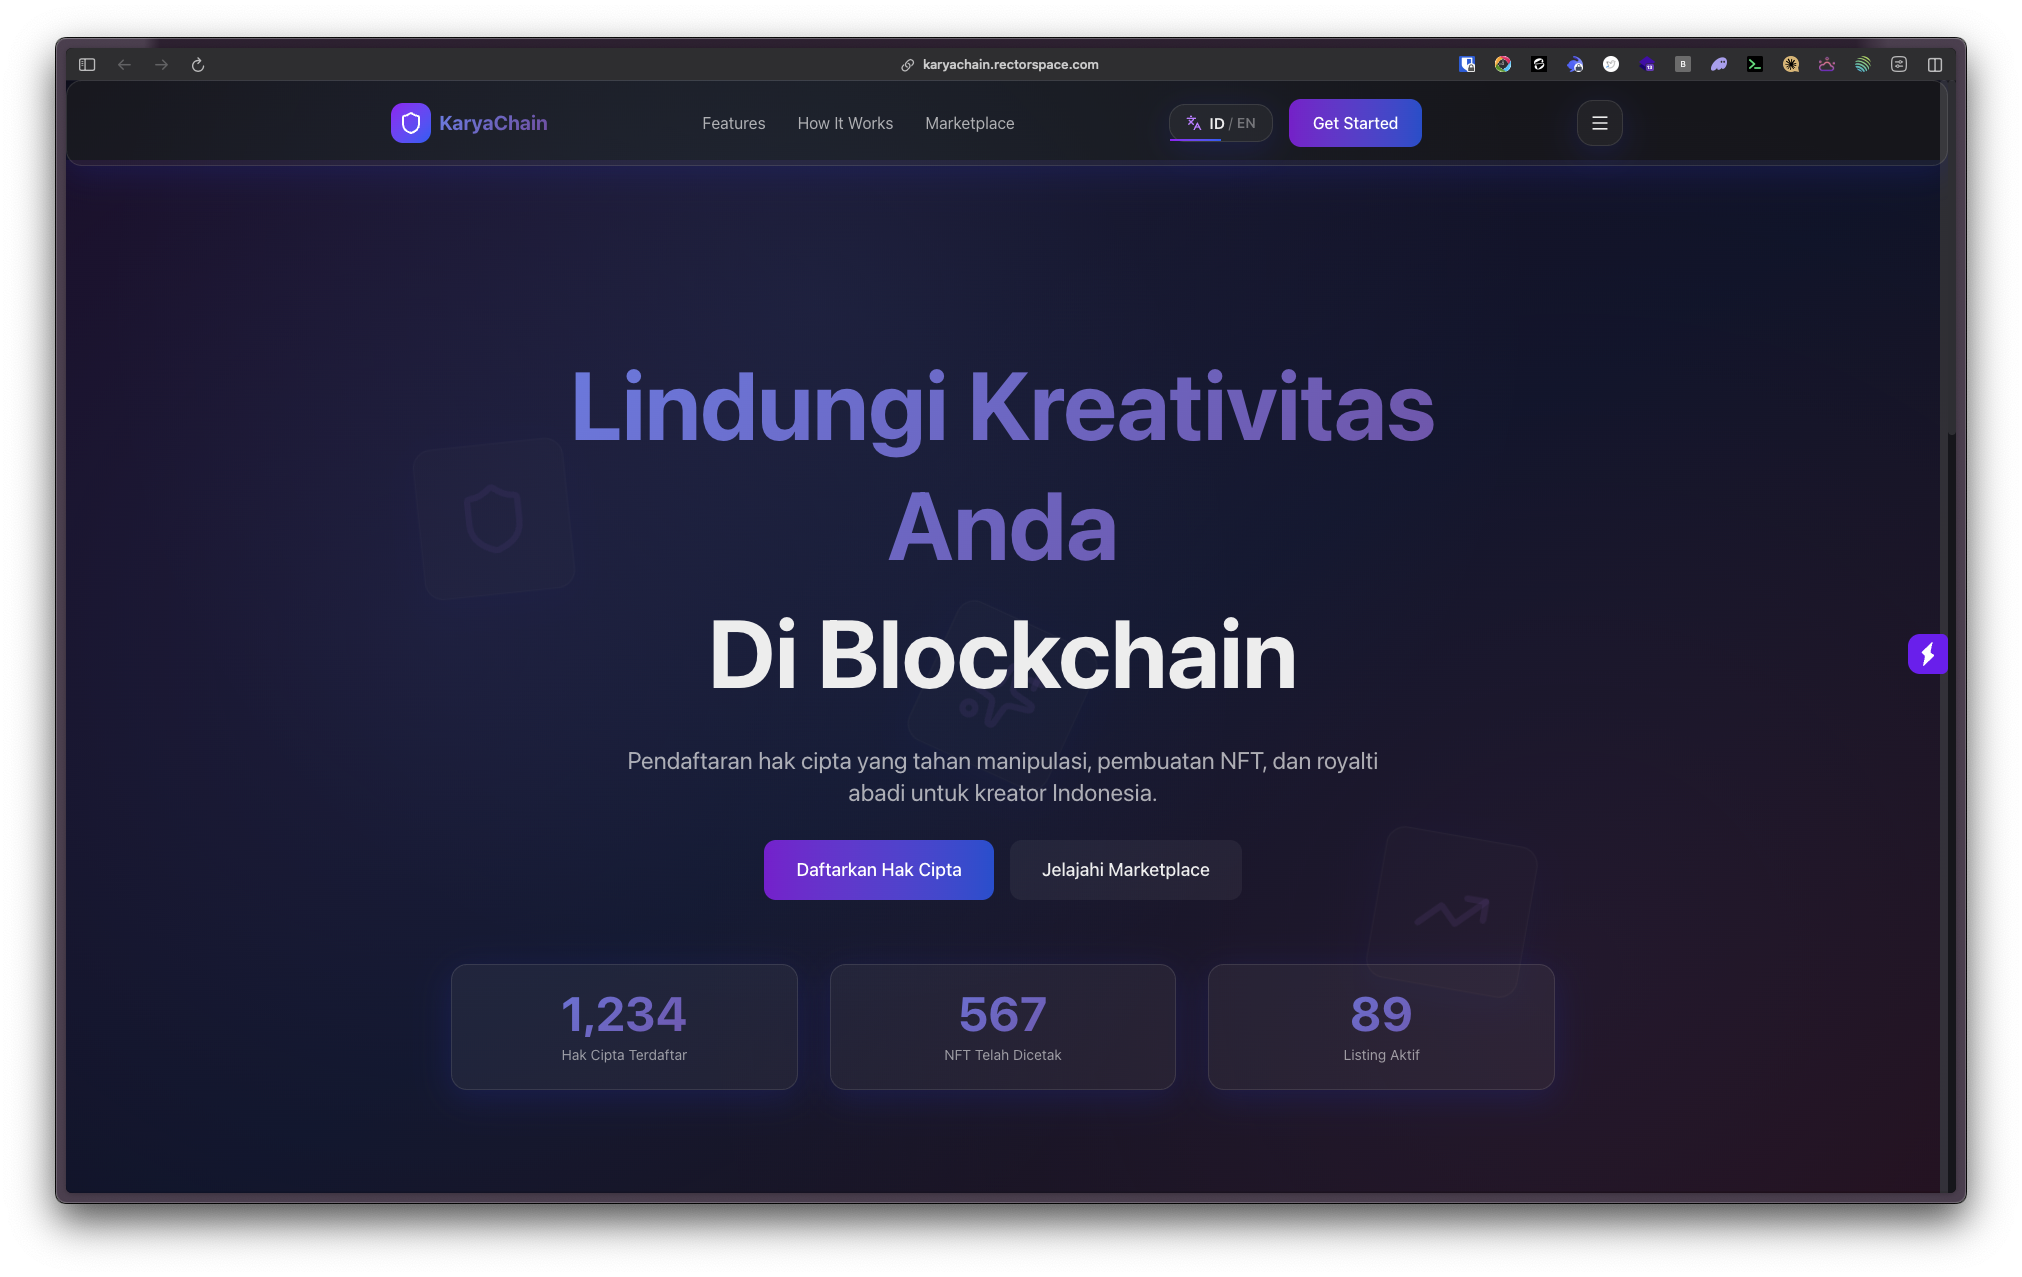 karyachain.rectorspace.com
KaryaChain
Features
How It Works
Marketplace
ID / EN
Get Started
Lindungi Kreativitas
Anda
Di Blockchain
Pendaftaran hak cipta yang tahan manipulasi, pembuatan NFT, dan royalti
abadi untuk kreator Indonesia.
Daftarkan Hak Cipta
Jelajahi Marketplace
1,234
Hak Cipta Terdaftar
567
NFT Telah Dicetak
89
Listing Aktif